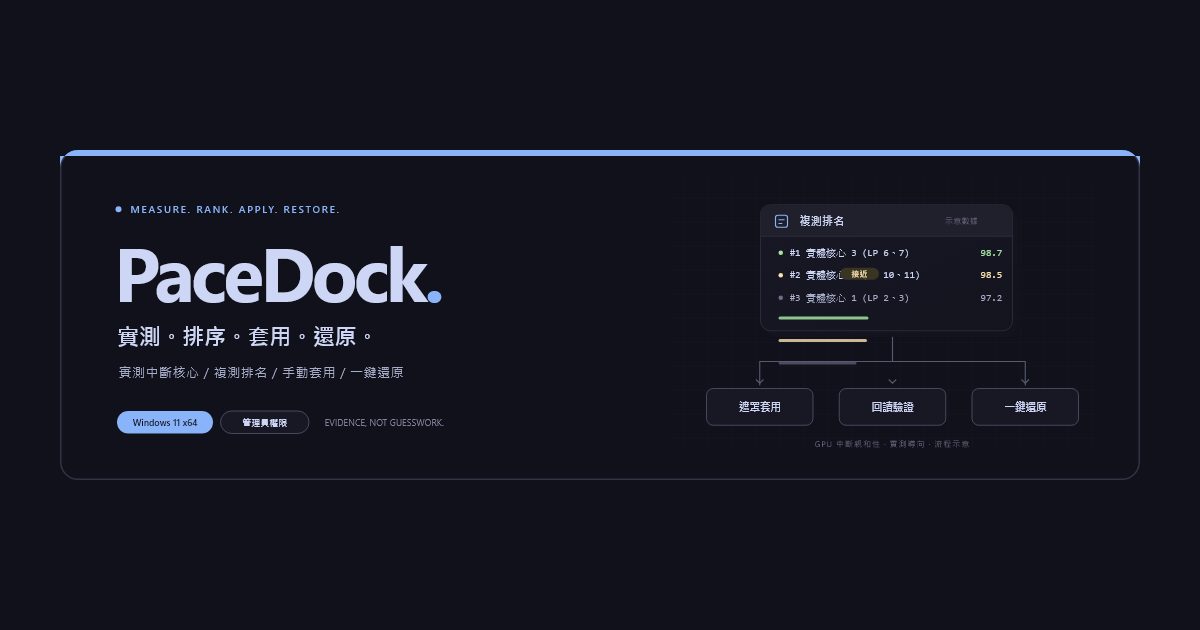 MEASURE. RANK. APPLY. RESTORE.
PaceDock.
實測。排序。套用。還原。
實測中斷核心 / 複測排名 / 手動套用 / 一鍵還原
Windows 11 x64
管理員權限
EVIDENCE, NOT GUESSWORK.
複測排名
示意數據
#1 實體核心 3 (LP 6、7)
98.7
#2 實體核心
接近
10、11)
98.5
#3 實體核心 1 (LP 2、3)
97.2
遮罩套用
回讀驗證
一鍵還原
GPU 中斷親和性 · 實測導向 · 流程示意